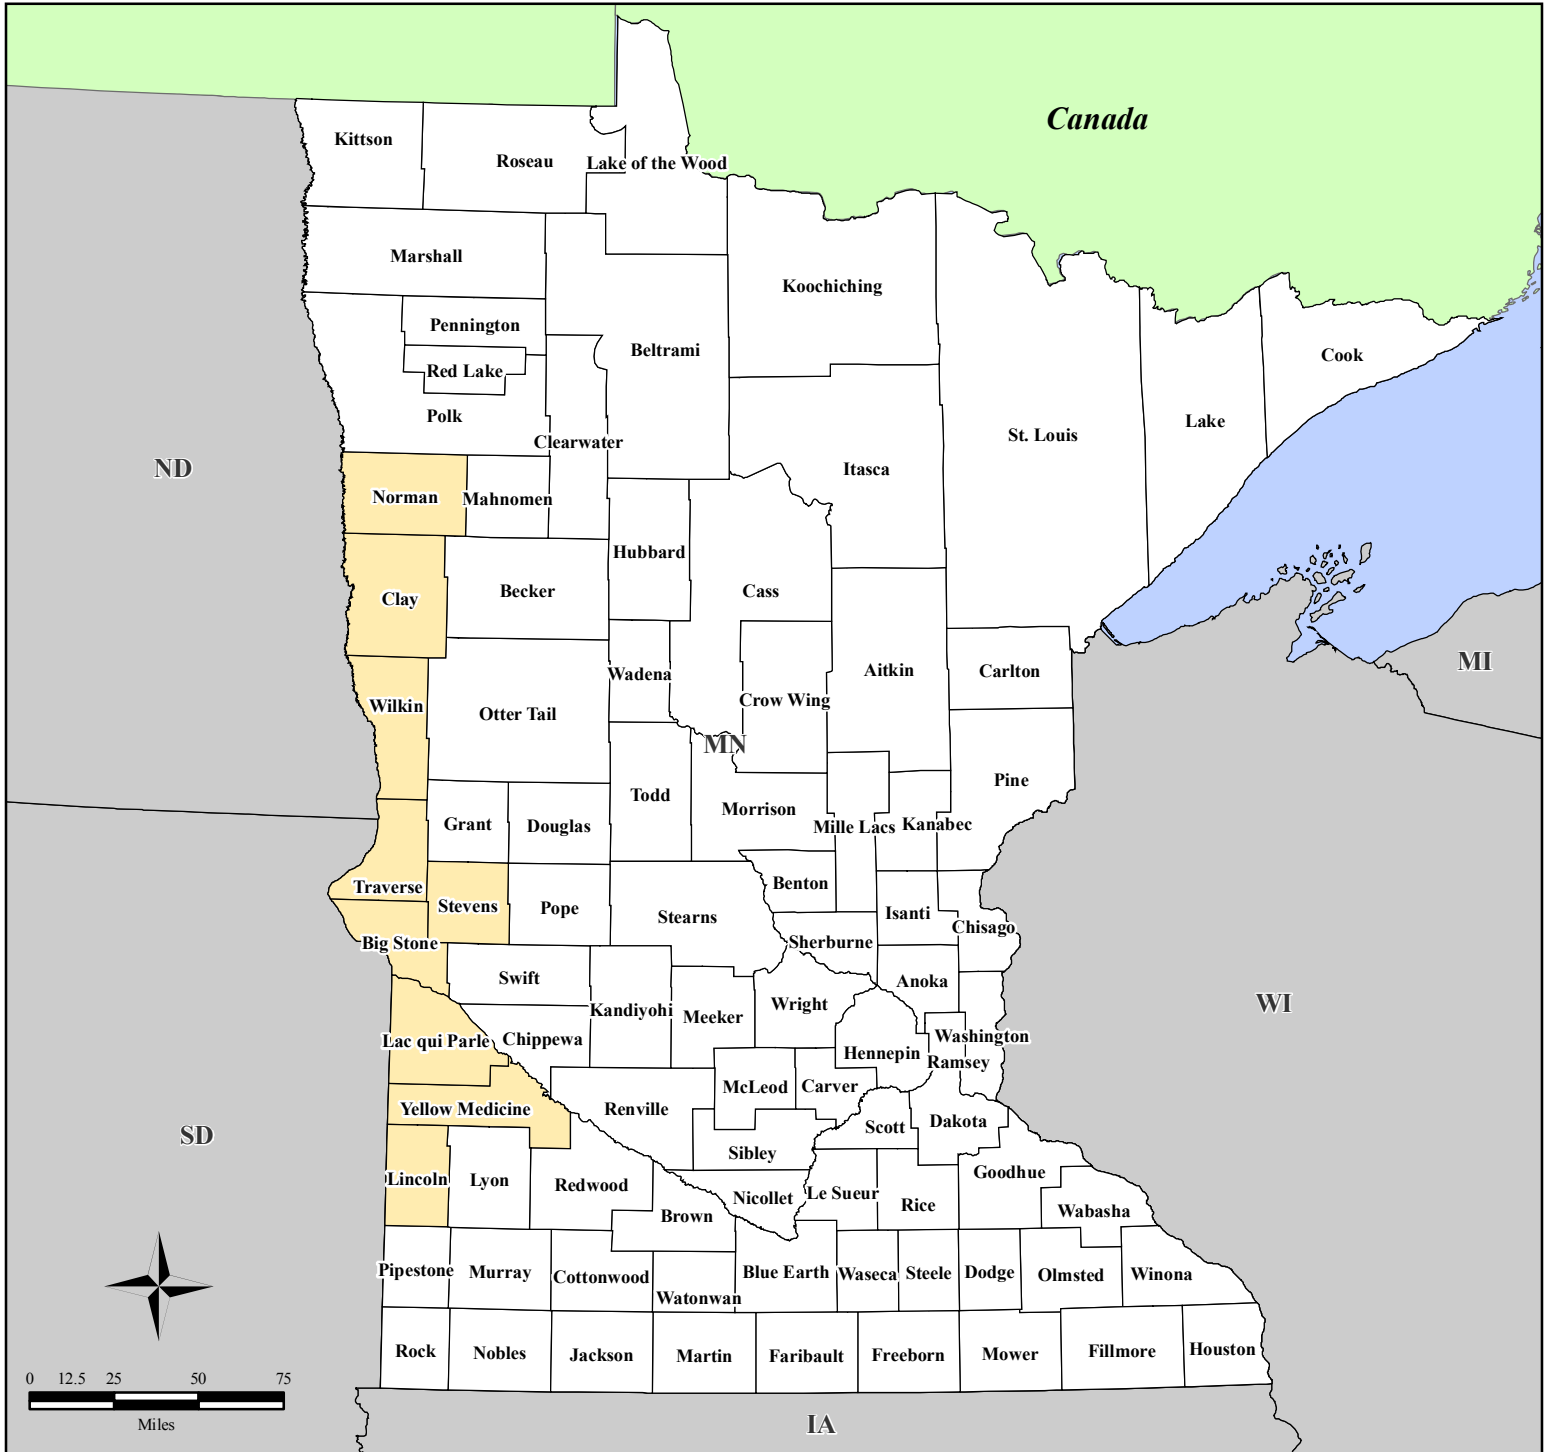 Canada
Kittson
Roseau
Lake of the Wood
Marshall
Koochiching
Pennington
Beltrami
Cook
Red Lake
Polk
Lake
St. Louis
Clearwater
ND
Itasca
Norman
Mahnomen
Hubbard
Clay
Becker
Cass
MI
Aitkin
Carlton
Wadena
Crow Wing
Wilkin
Otter Tail
MN
Pine
Todd
Morrison
Grant
Douglas
Mille Lacs
Kanabec
Traverse
Benton
Stevens
Pope
Stearns
Isanti
Chisago
Big Stone
Sherburne
Swift
Anoka
WI
Kandiyohi
Meeker
Wright
Lac qui Parle
Chippewa
Washington
Hennepin
Ramsey
McLeod
Carver
Yellow Medicine
Renville
Dakota
Scott
SD
Sibley
Goodhue
Lincoln
Lyon
Redwood
Nicollet
Le Sueur
Rice
Wabasha
Brown
Pipestone
Murray
Cottonwood
Blue Earth
Waseca
Steele
Dodge
Olmsted
Winona
Watonwan
Rock
Nobles
Jackson
Martin
Faribault
Freeborn
Mower
Fillmore
Houston
0 12.5 25 50 75
Miles
IA